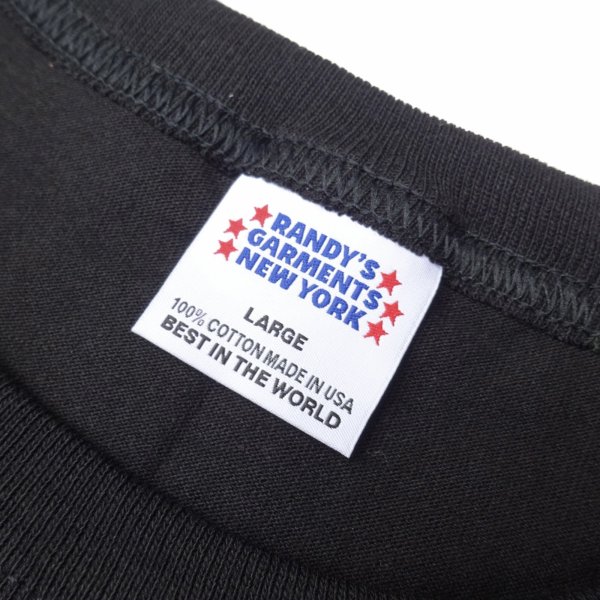 RANDY'S
GARMENTS
NEW YORK
LARGE
100% COTTON MADE IN USA
BEST IN THE WORLD